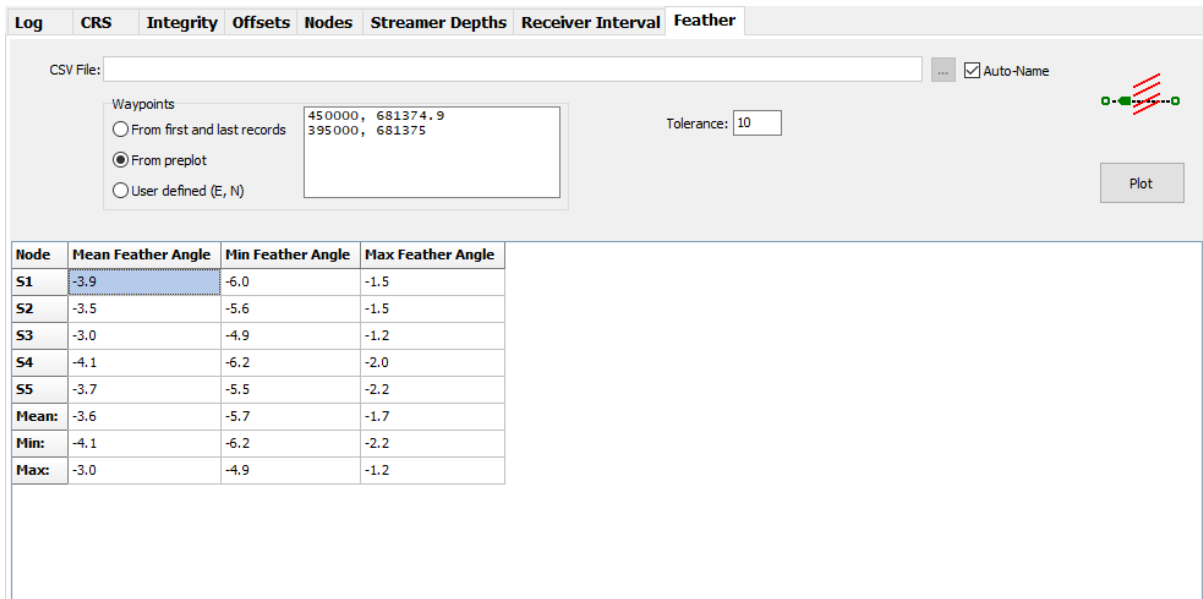 Log CRS Integrity Offsets Nodes Streamer Depths Receiver Interval Feather
CSV File: ... Auto-Name
Waypoints
From first and last records
From preplot
User defined (E, N)
450000, 681374.9
395000, 681375
Tolerance: 10
Plot
Node Mean Feather Angle Min Feather Angle Max Feather Angle
S1 -3.9 -6.0 -1.5
S2 -3.5 -5.6 -1.5
S3 -3.0 -4.9 -1.2
S4 -4.1 -6.2 -2.0
S5 -3.7 -5.5 -2.2
Mean: -3.6 -5.7 -1.7
Min: -4.1 -6.2 -2.2
Max: -3.0 -4.9 -1.2